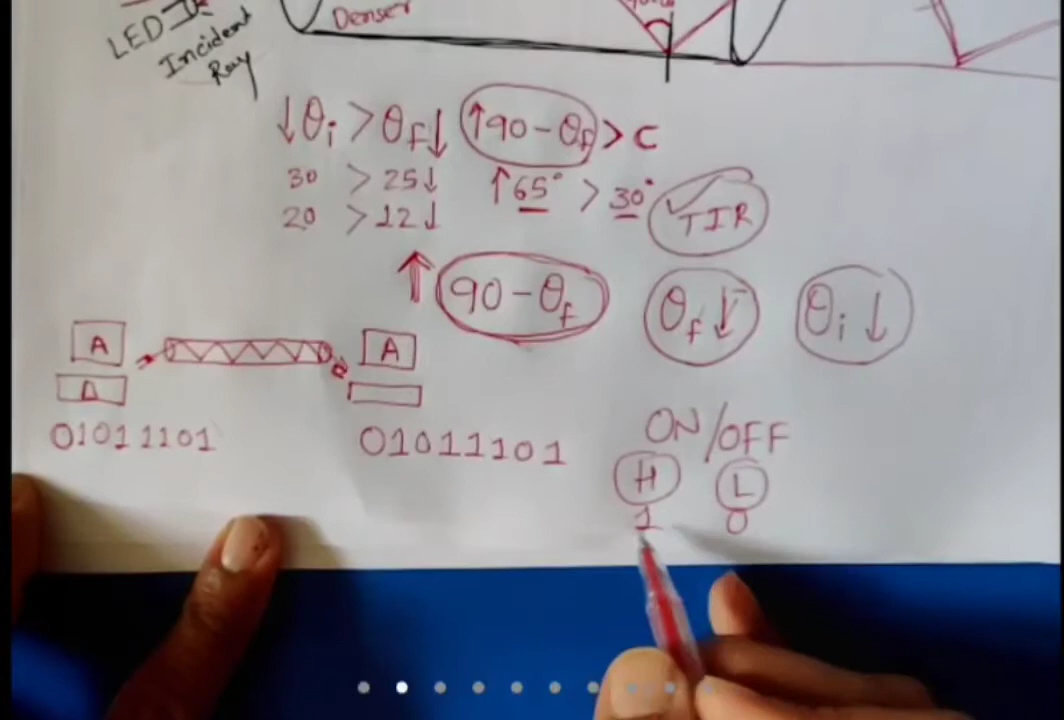 LED
Incident
Ray
Denser
↓θi > θf↓ ↑90-θf > C
30 > 25↓ ↑65° > 30° TIR
20 > 12↓
↑ 90-θf θf↓ θi↓
A A
A
01011101 01011101
ON/OFF
H L
1 0